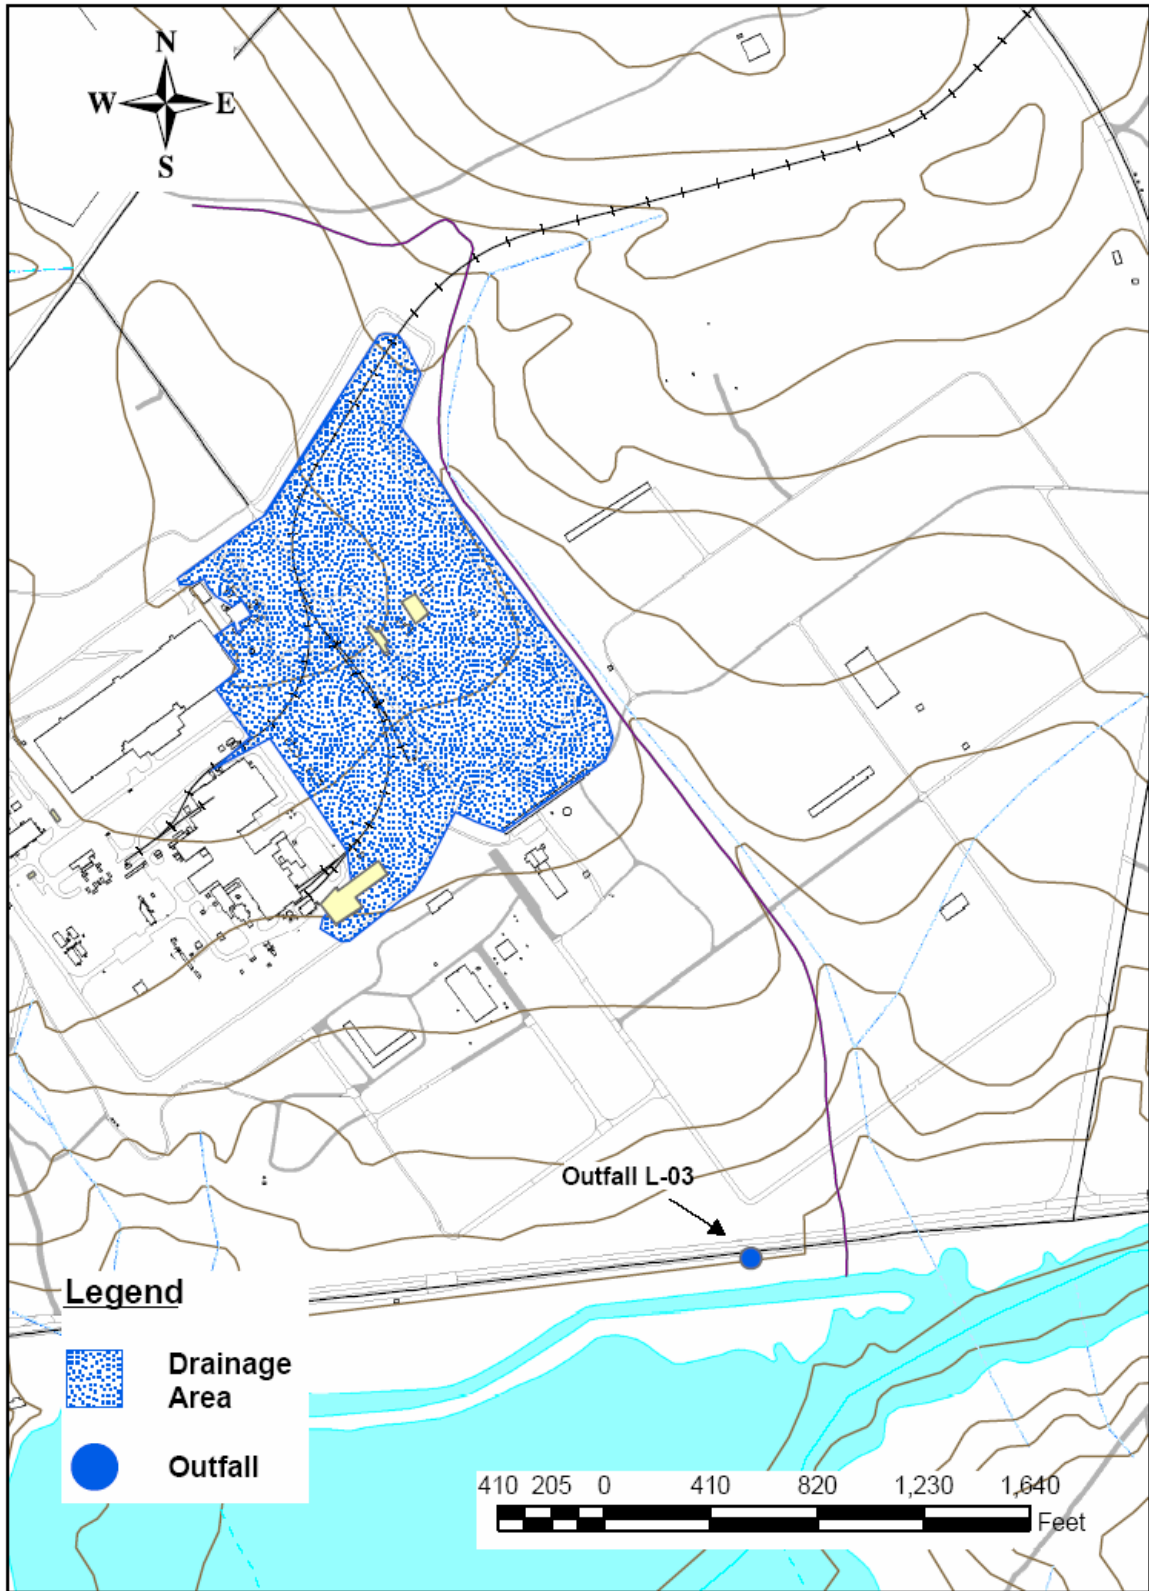 N
W E
S
Outfall L-03
Legend
Drainage
Area
Outfall
410 205 0 410 820 1,230 1,640
Feet